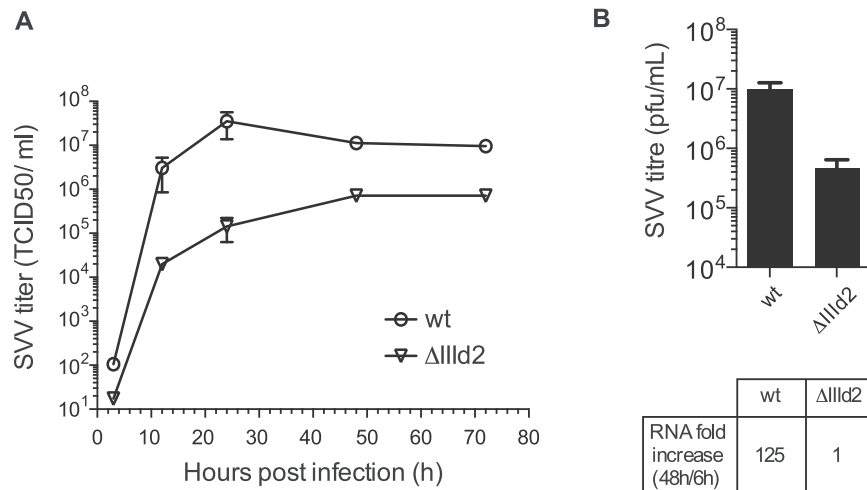 A
SVV titer (TCID50/ ml)
10^8
10^7
10^6
10^5
10^4
10^3
10^2
10^1
0 10 20 30 40 50 60 70 80
Hours post infection (h)
wt
ΔIIId2
B
SVV titre (pfu/mL)
10^8
10^7
10^6
10^5
10^4
wt
ΔIIId2
wt ΔIIId2
RNA fold
increase
(48h/6h)
125 1